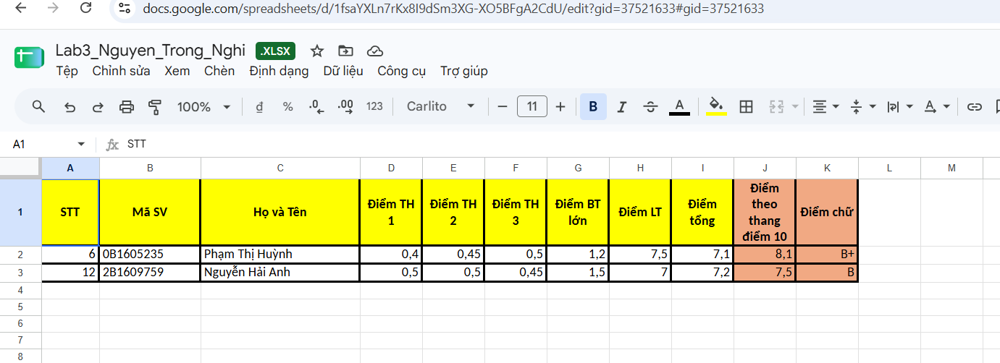 docs.google.com/spreadsheets/d/1fsaYXLn7rKx8I9dSm3XG-XO5BFgA2CdU/edit?gid=37521633#gid=37521633
Lab3_Nguyen_Trong_Nghi .XLSX
Tệp Chỉnh sửa Xem Chèn Định dạng Dữ liệu Công cụ Trợ giúp
100% đ % .0 .00 123 Carlito 11 B I S A A
A1 fx STT
A B C D E F G H I J K L M
1 STT Mã SV Họ và Tên Điểm TH 1 Điểm TH 2 Điểm TH 3 Điểm BT lớn Điểm LT Điểm tổng Điểm theo thang điểm 10 Điểm chữ
2 6 0B1605235 Phạm Thị Huỳnh 0,4 0,45 0,5 1,2 7,5 7,1 8,1 B+
3 12 2B1609759 Nguyễn Hải Anh 0,5 0,5 0,45 1,5 7 7,2 7,5 B
4
5
6
7
8